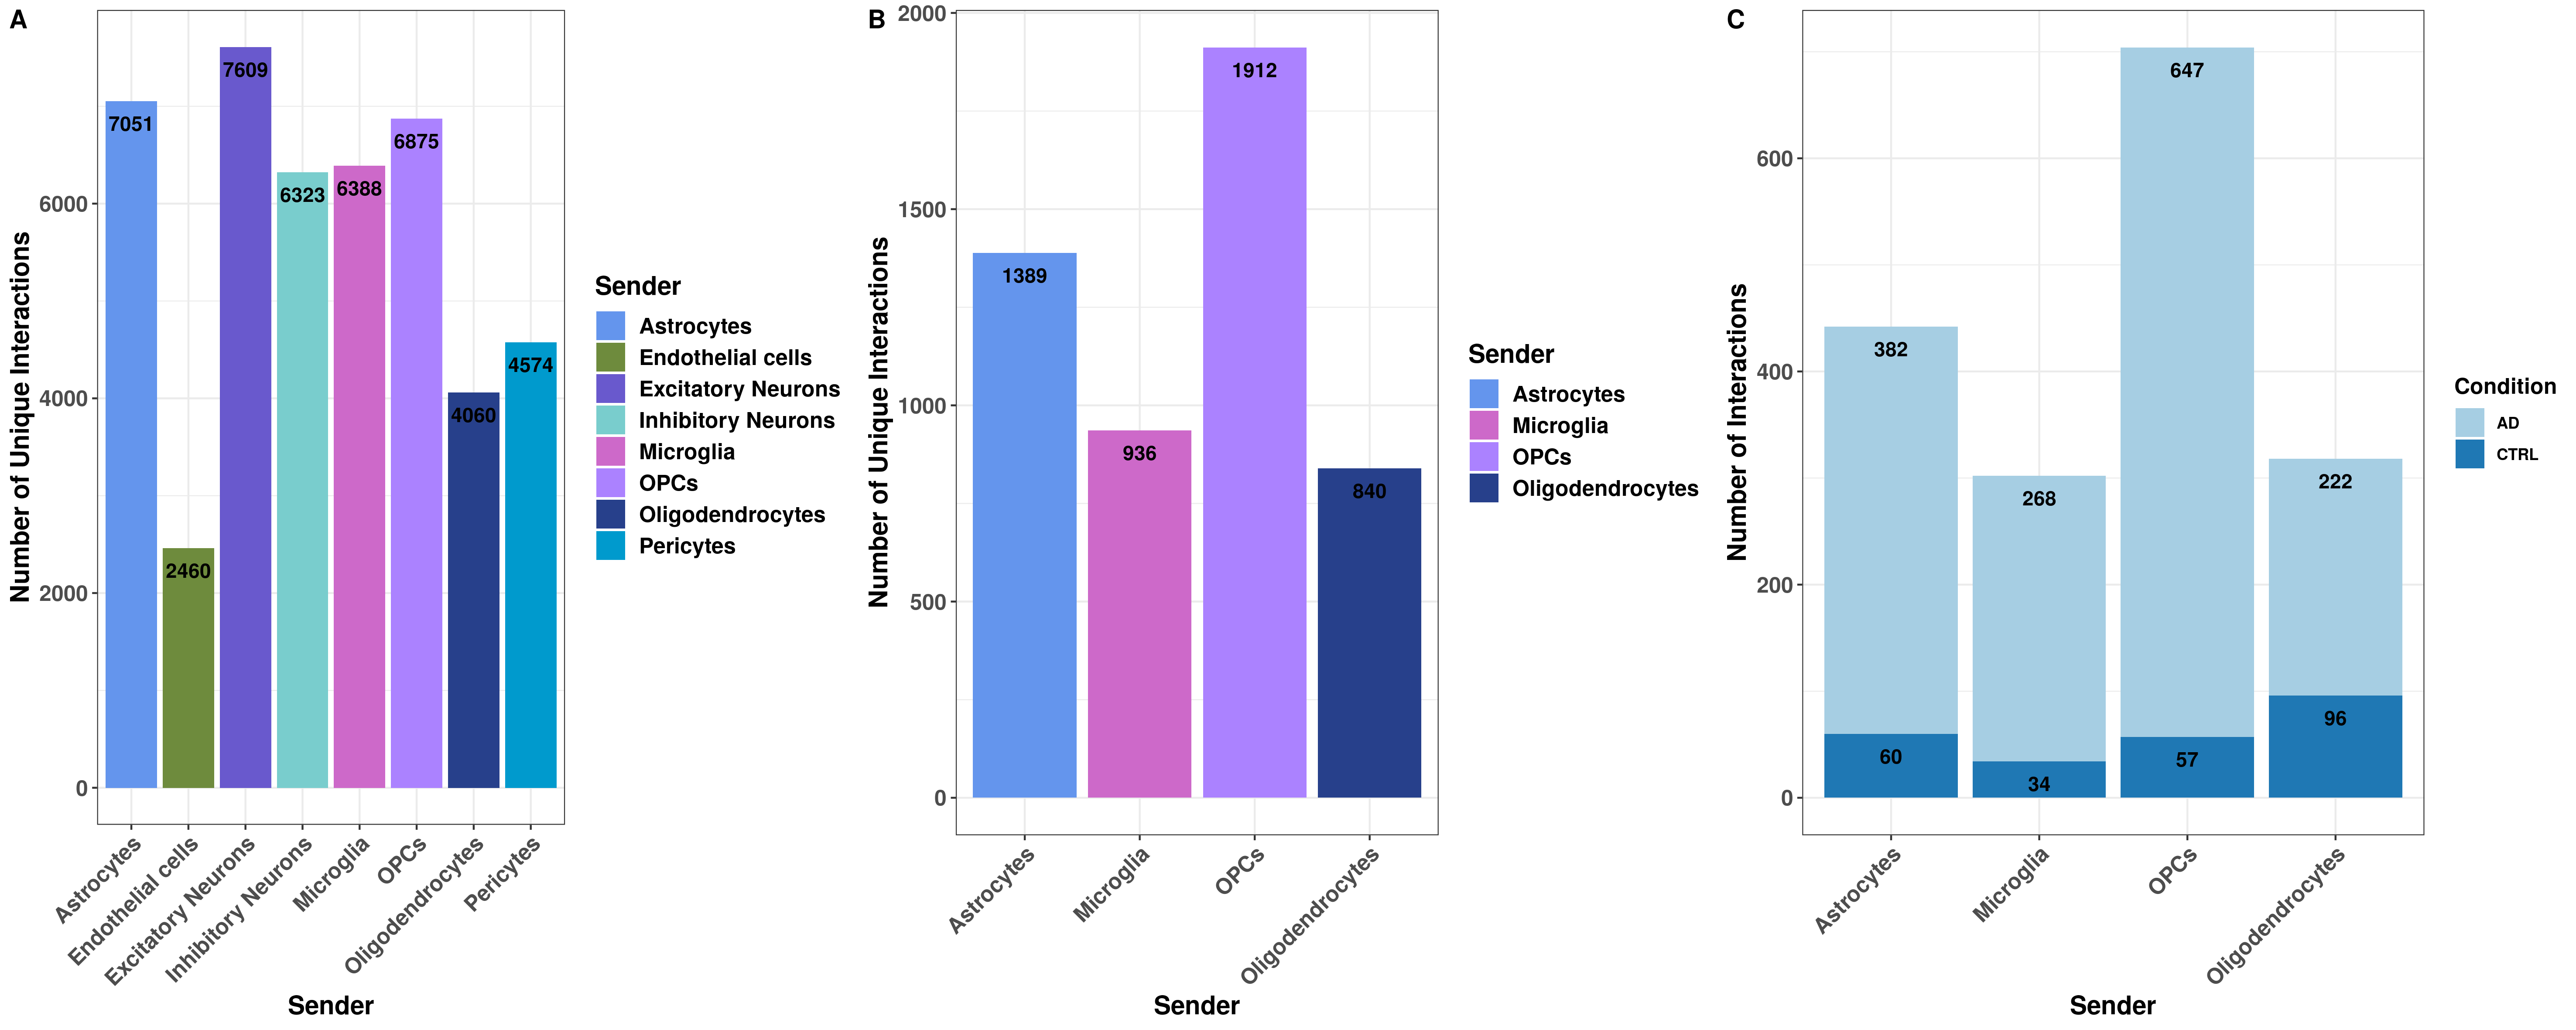 A
Number of Unique Interactions
6000
4000
2000
0
7051
2460
7609
6323
6388
6875
4060
4574
Astrocytes
Endothelial cells
Excitatory Neurons
Inhibitory Neurons
Microglia
OPCs
Oligodendrocytes
Pericytes
Sender
Sender
Astrocytes
Endothelial cells
Excitatory Neurons
Inhibitory Neurons
Microglia
OPCs
Oligodendrocytes
Pericytes
B
Number of Unique Interactions
2000
1500
1000
500
0
1389
936
1912
840
Astrocytes
Microglia
OPCs
Oligodendrocytes
Sender
Sender
Astrocytes
Microglia
OPCs
Oligodendrocytes
C
Number of Interactions
600
400
200
0
382
60
268
34
647
57
222
96
Astrocytes
Microglia
OPCs
Oligodendrocytes
Sender
Condition
AD
CTRL